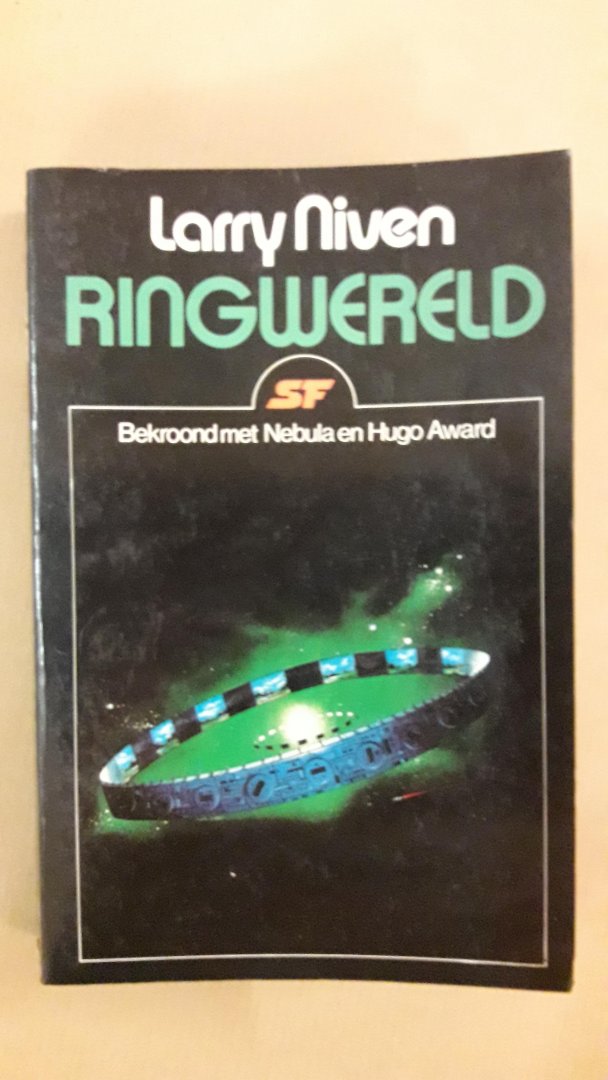 Larry Niven
RINGWERELD
SF
Bekroond met Nebula en Hugo Award